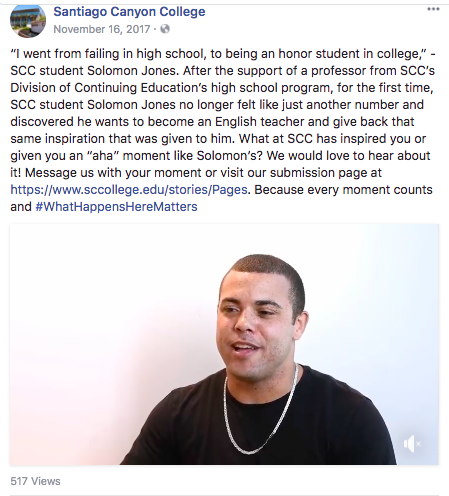 Santiago Canyon College
November 16, 2017 ·
“I went from failing in high school, to being an honor student in college,” -
SCC student Solomon Jones. After the support of a professor from SCC’s
Division of Continuing Education’s high school program, for the first time,
SCC student Solomon Jones no longer felt like just another number and
discovered he wants to become an English teacher and give back that
same inspiration that was given to him. What at SCC has inspired you or
given you an “aha” moment like Solomon’s? We would love to hear about
it! Message us with your moment or visit our submission page at
https://www.sccollege.edu/stories/Pages. Because every moment counts
and #WhatHappensHereMatters
517 Views